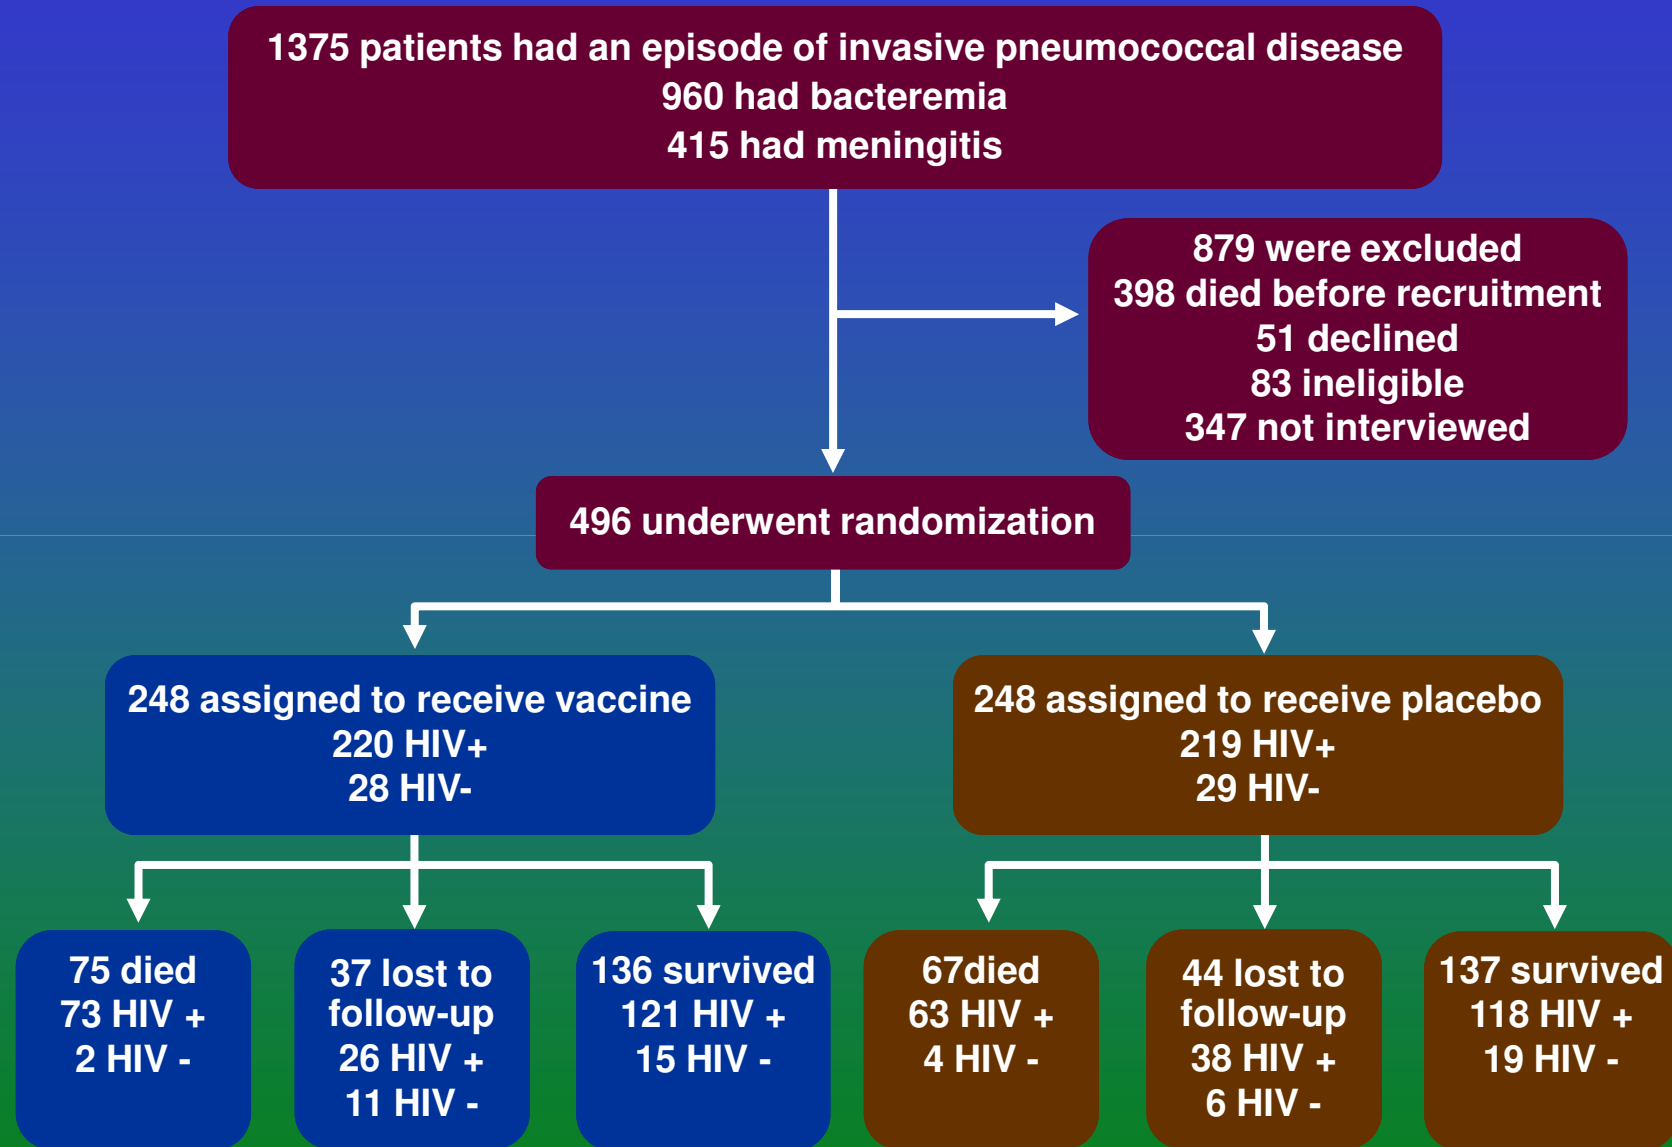 1375 patients had an episode of invasive pneumococcal disease
960 had bacteremia
415 had meningitis
879 were excluded
398 died before recruitment
51 declined
83 ineligible
347 not interviewed
496 underwent randomization
248 assigned to receive vaccine
220 HIV+
28 HIV-
248 assigned to receive placebo
219 HIV+
29 HIV-
75 died
73 HIV +
2 HIV -
37 lost to
follow-up
26 HIV +
11 HIV -
136 survived
121 HIV +
15 HIV -
67died
63 HIV +
4 HIV -
44 lost to
follow-up
38 HIV +
6 HIV -
137 survived
118 HIV +
19 HIV -